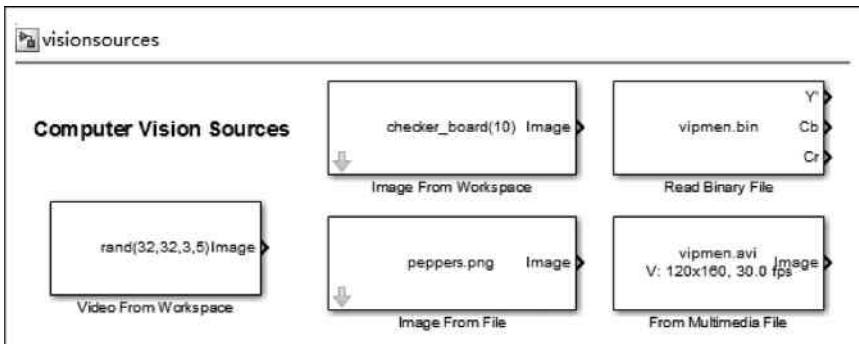 visionsources
Computer Vision Sources
checker_board(10) Image
Image From Workspace
Y'
vipmen.bin Cb
Cr
Read Binary File
rand(32,32,3,5)Image
Video From Workspace
peppers.png Image
Image From File
vipmen.avi
V: 120x160, 30.0 fps
Image
From Multimedia File